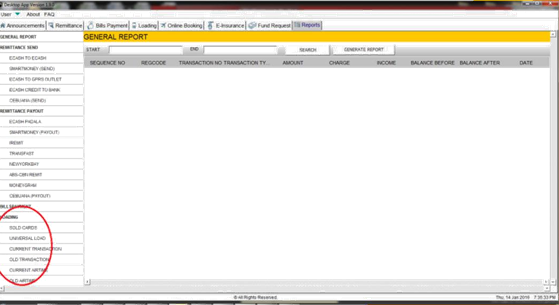 Desktop App Version 1.5.7
User ▼ About FAQ
Announcements Remittance Bills Payment Loading Online Booking E-Insurance Fund Request Reports
GENERAL REPORT
GENERAL REPORT
START END SEARCH GENERATE REPORT
SEQUENCE NO REGCODE TRANSACTION NO TRANSACTION TY... AMOUNT CHARGE INCOME BALANCE BEFORE BALANCE AFTER DATE
REMITTANCE SEND
ECASH TO ECASH
SMARTMONEY (SEND)
ECASH TO GPRS OUTLET
ECASH CREDIT TO BANK
CEBUANA (SEND)
REMITTANCE PAYOUT
ECASH PADALA
SMARTMONEY (PAYOUT)
IREMIT
TRANSFAST
NEWYORKBAY
ABS-CBN REMIT
MONEYGRAM
CEBUANA (PAYOUT)
BILLS PAYMENT
LOADING
SOLD CARDS
UNIVERSAL LOAD
CURRENT TRANSACTION
OLD TRANSACTION
CURRENT AIRTIME
OLD AIRTIME
© All Rights Reserved. Thu, 14 Jan 2016